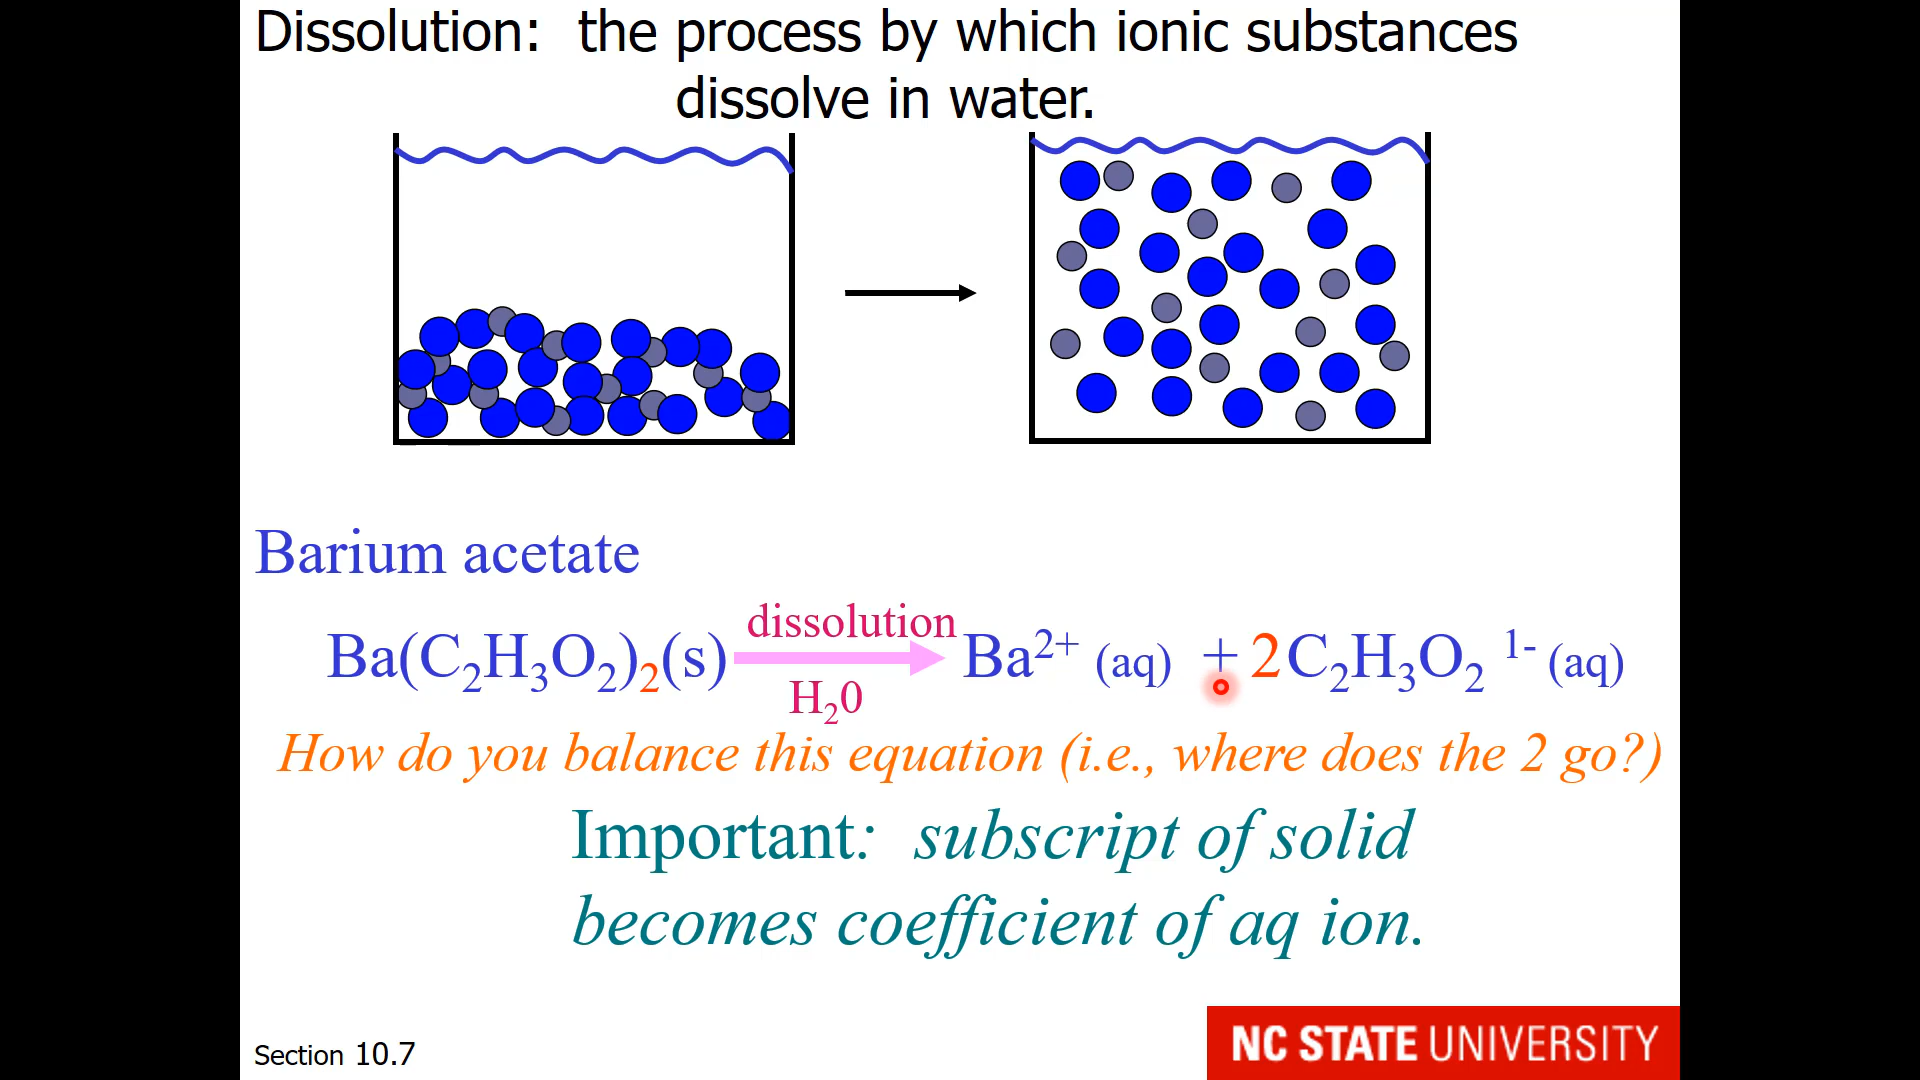 Dissolution: the process by which ionic substances
dissolve in water.
Barium acetate
dissolution
Ba(C₂H₃O₂)₂(s) Ba²⁺ (aq) + 2C₂H₃O₂ ¹⁻ (aq)
H₂0
How do you balance this equation (i.e., where does the 2 go?)
Important: subscript of solid
becomes coefficient of aq ion.
Section 10.7
NC STATE UNIVERSITY